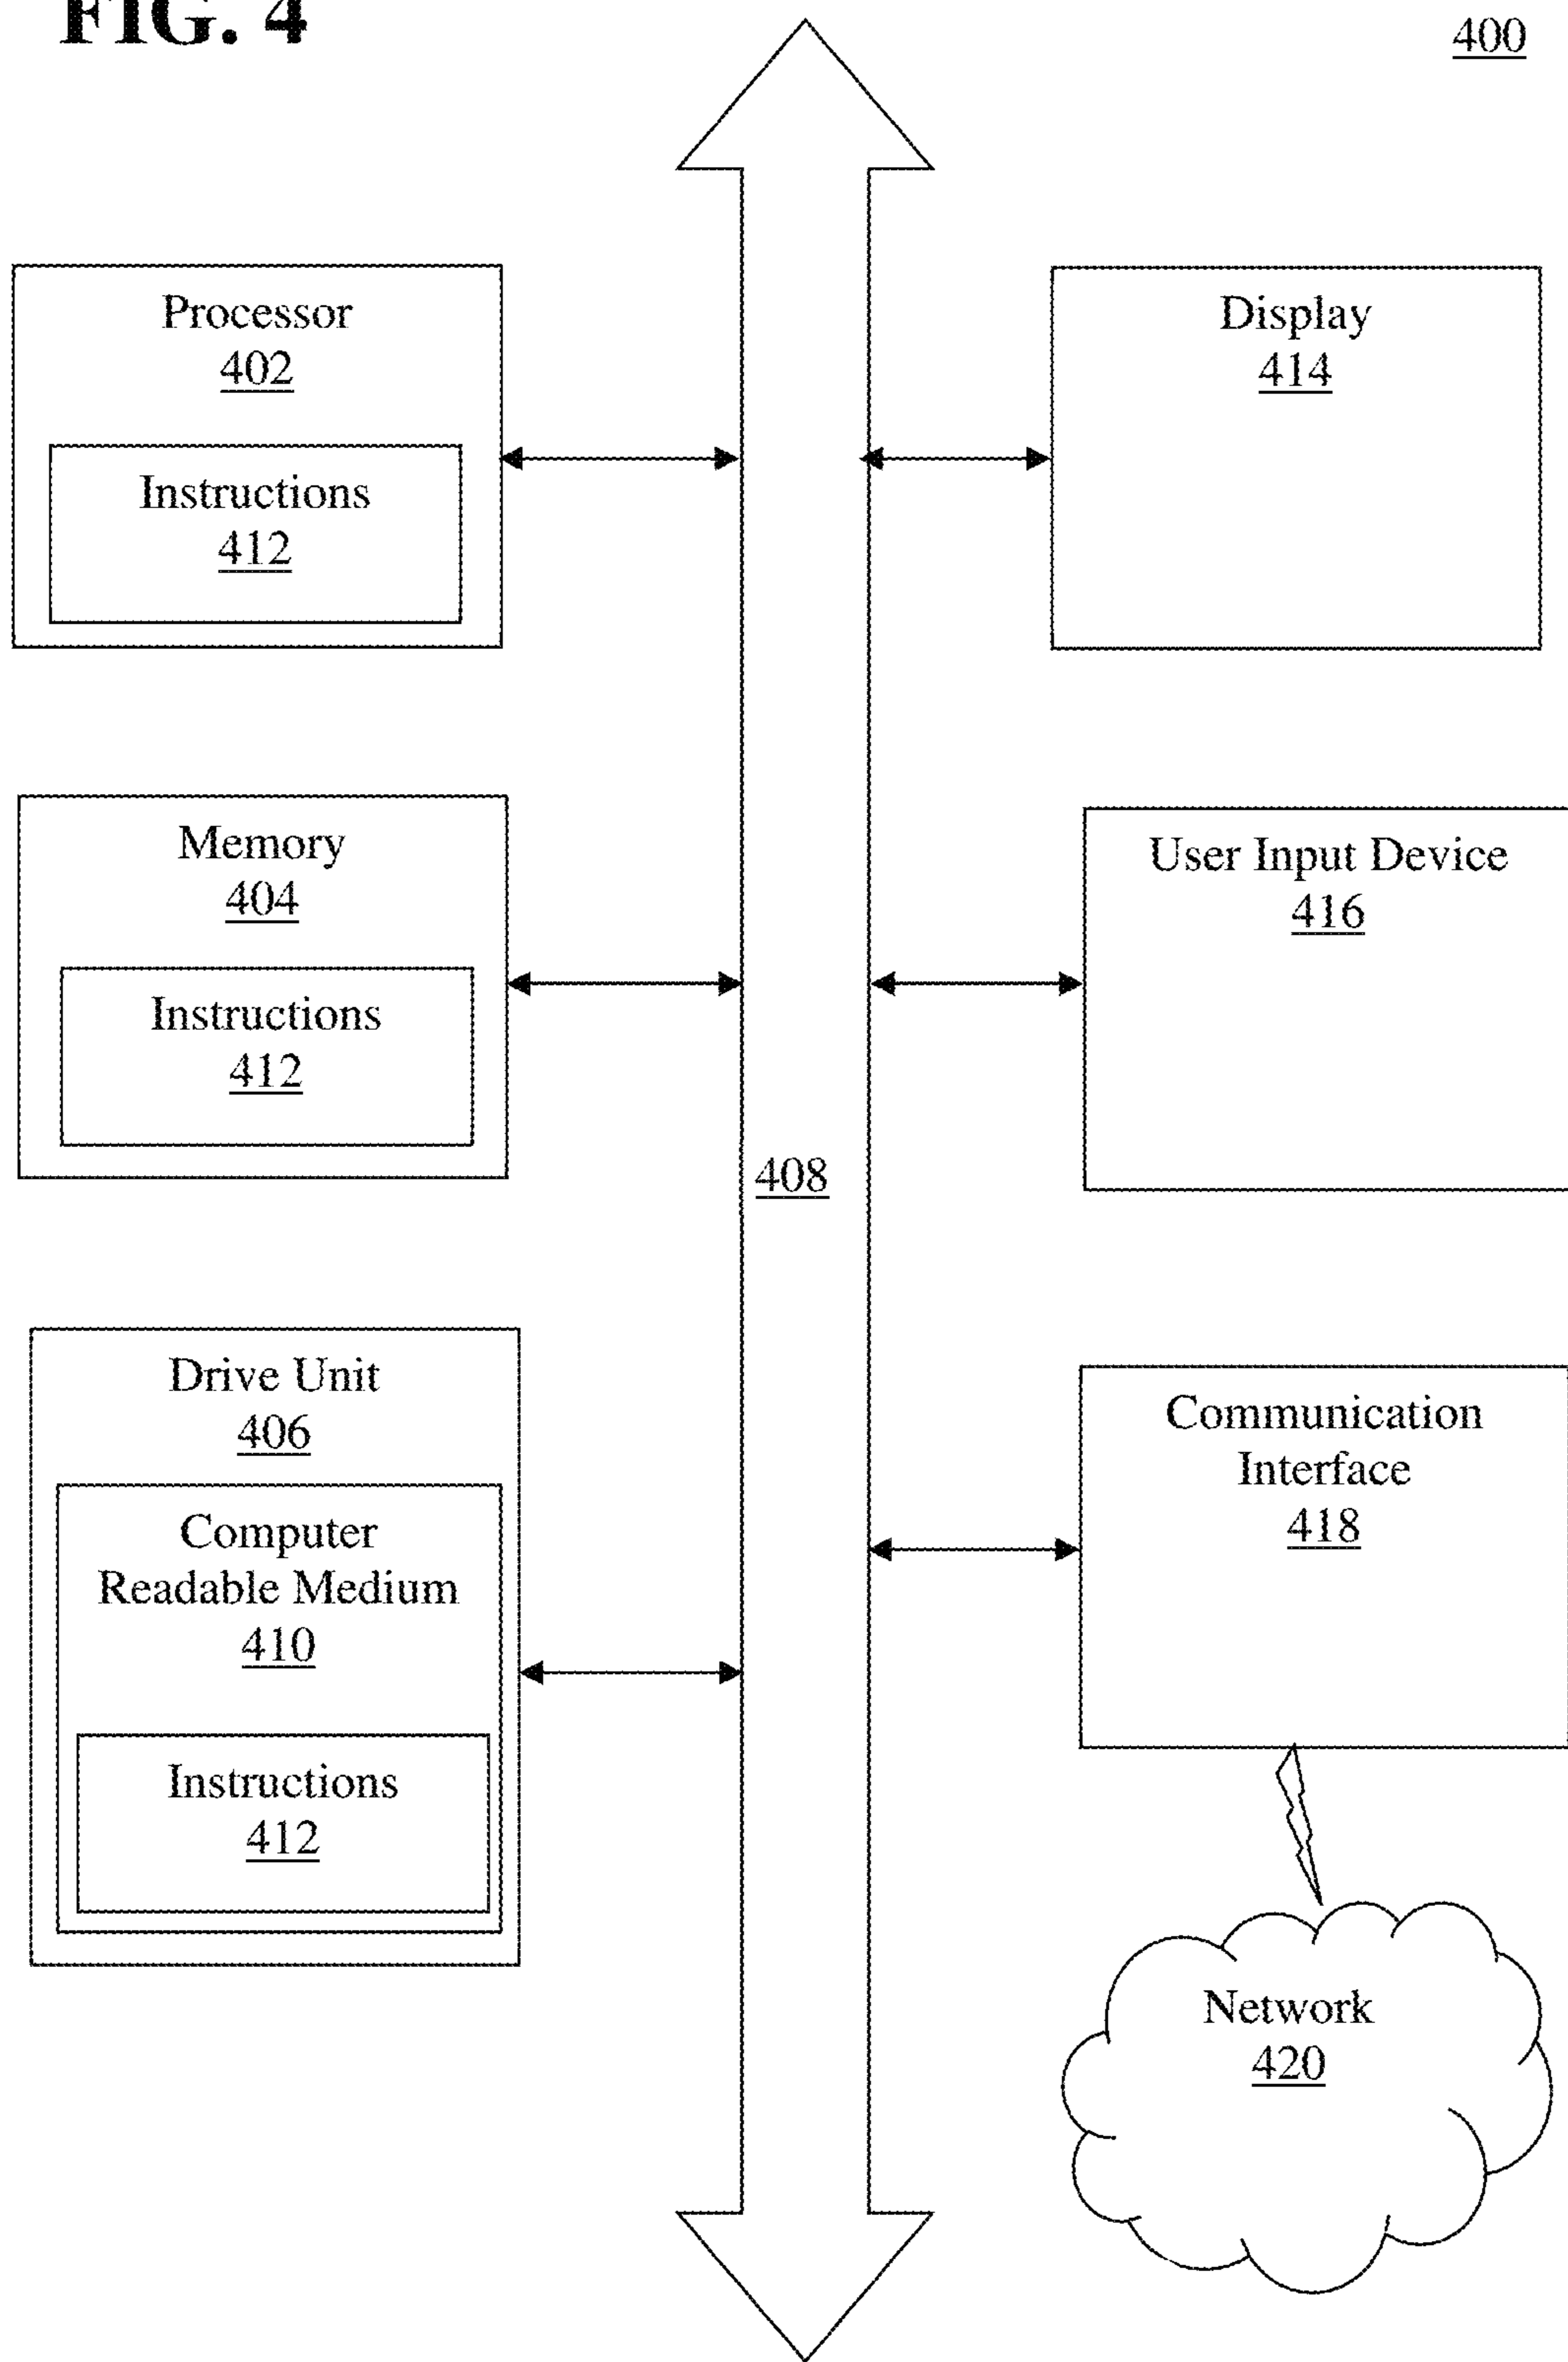 FIG. 4
400
Processor
402
Instructions
412
Memory
404
Instructions
412
Drive Unit
406
Computer
Readable Medium
410
Instructions
412
408
Display
414
User Input Device
416
Communication
Interface
418
Network
420